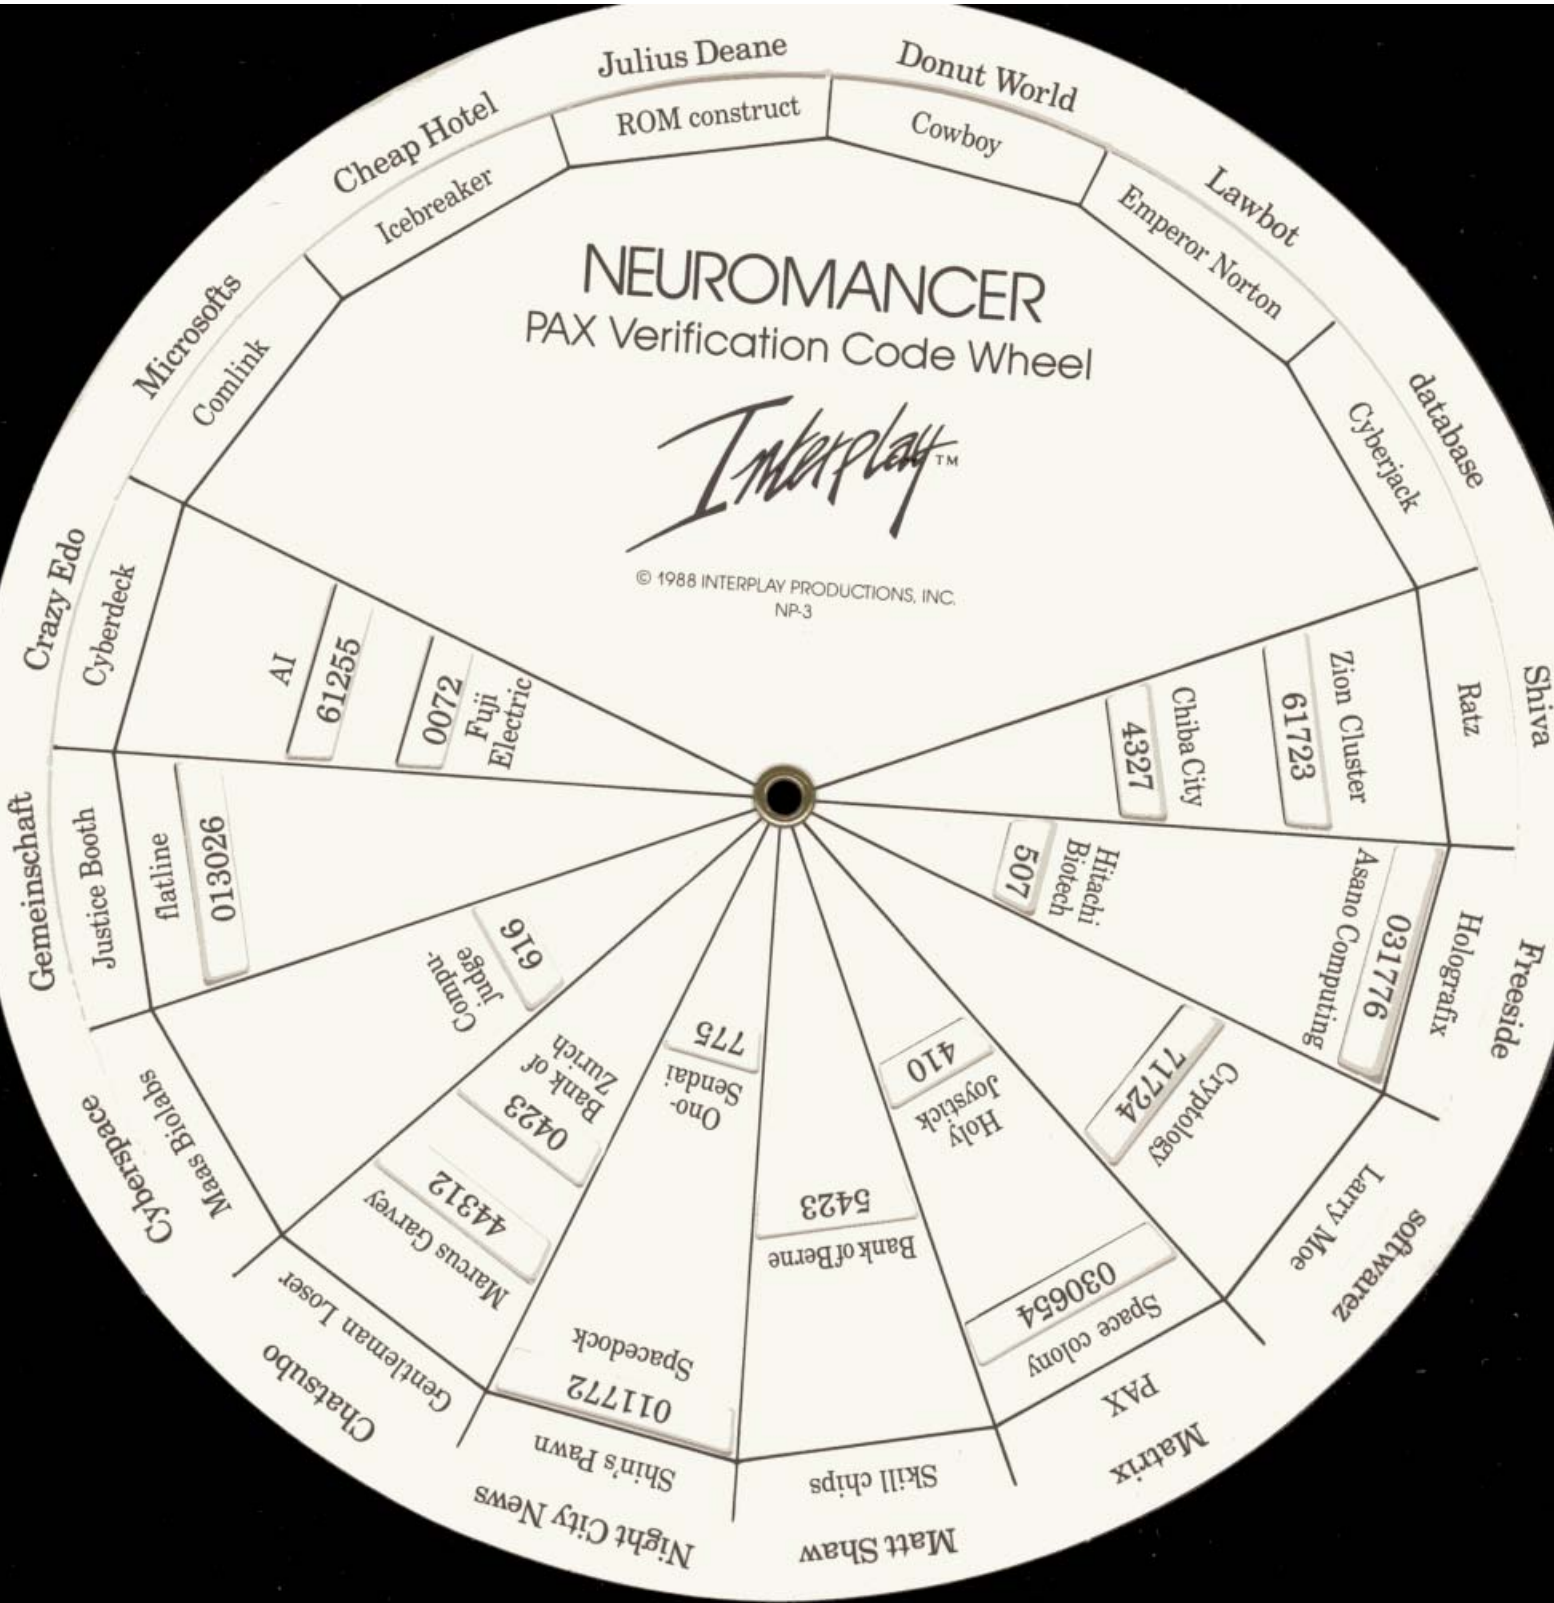 NEUROMANCER
PAX Verification Code Wheel
Interplay™
© 1988 INTERPLAY PRODUCTIONS, INC.
NP-3
Julius Deane
ROM construct
Donut World
Cowboy
Lawbot
Emperor Norton
database
Cyberjack
Shiva
Ratz
Zion Cluster
61723
Chiba City
4327
Freeside
Holografix
031776
Asano Computing
Hitachi
Biotech
507
softwarez
Larry Moe
Cryptology
71724
Matrix
PAX
Space colony
030654
Holy
Joystick
410
Matt Shaw
Skill chips
Bank of Berne
5423
Night City News
Shin's Pawn
011772
Spacedock
Ono-
Sendai
775
Chatsubo
Gentleman Loser
Marcus Garvey
44312
Bank of
Zurich
0423
Cyberspace
Maas Biolabs
Compu-
judge
616
Gemeinschaft
Justice Booth
flatline
013026
Crazy Edo
Cyberdeck
AI
61255
0072
Fuji
Electric
Microsofts
Comlink
Cheap Hotel
Icebreaker